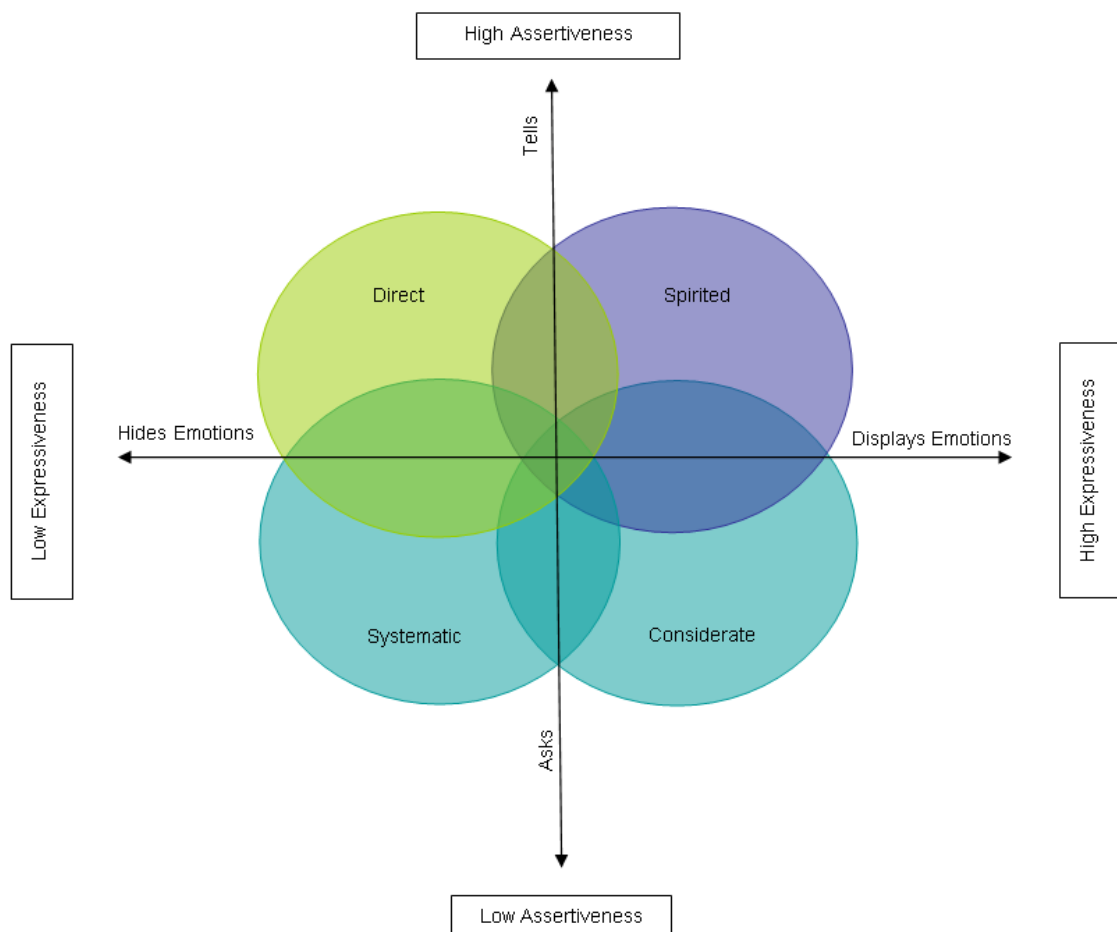 High Assertiveness
Tells
Direct
Spirited
Low Expressiveness
Hides Emotions
Displays Emotions
High Expressiveness
Systematic
Considerate
Asks
Low Assertiveness